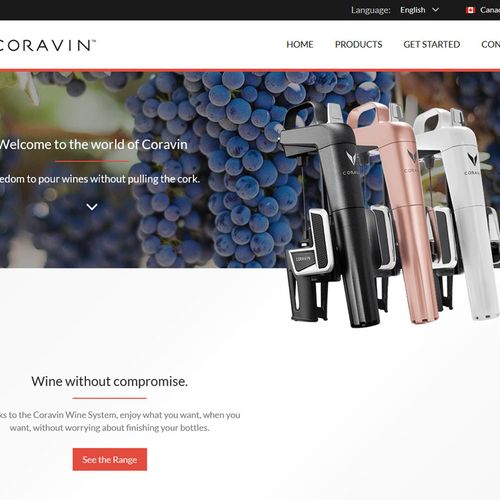 Language: English Canad
CORAVIN™
HOME PRODUCTS GET STARTED CON
Welcome to the world of Coravin
edom to pour wines without pulling the cork.
CORAVIN CORAVIN CORAVIN
CORAVIN
Wine without compromise.
ks to the Coravin Wine System, enjoy what you want, when you
want, without worrying about finishing your bottles.
See the Range